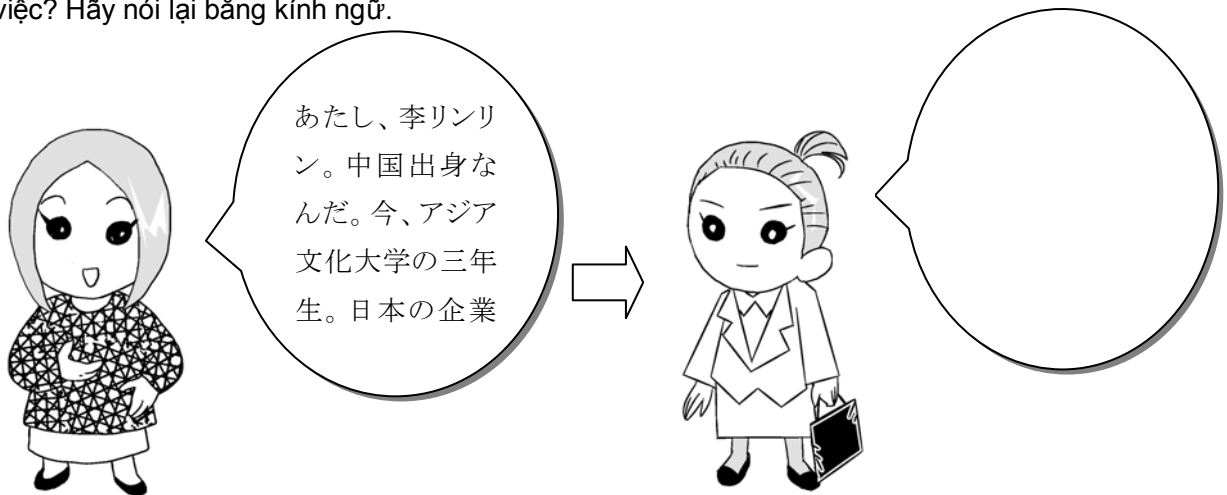 việc? Hãy nói lại bằng kính ngữ.
あたし、李リンリ
ン。中国出身な
んだ。今、アジア
文化大学の三年
生。日本の企業